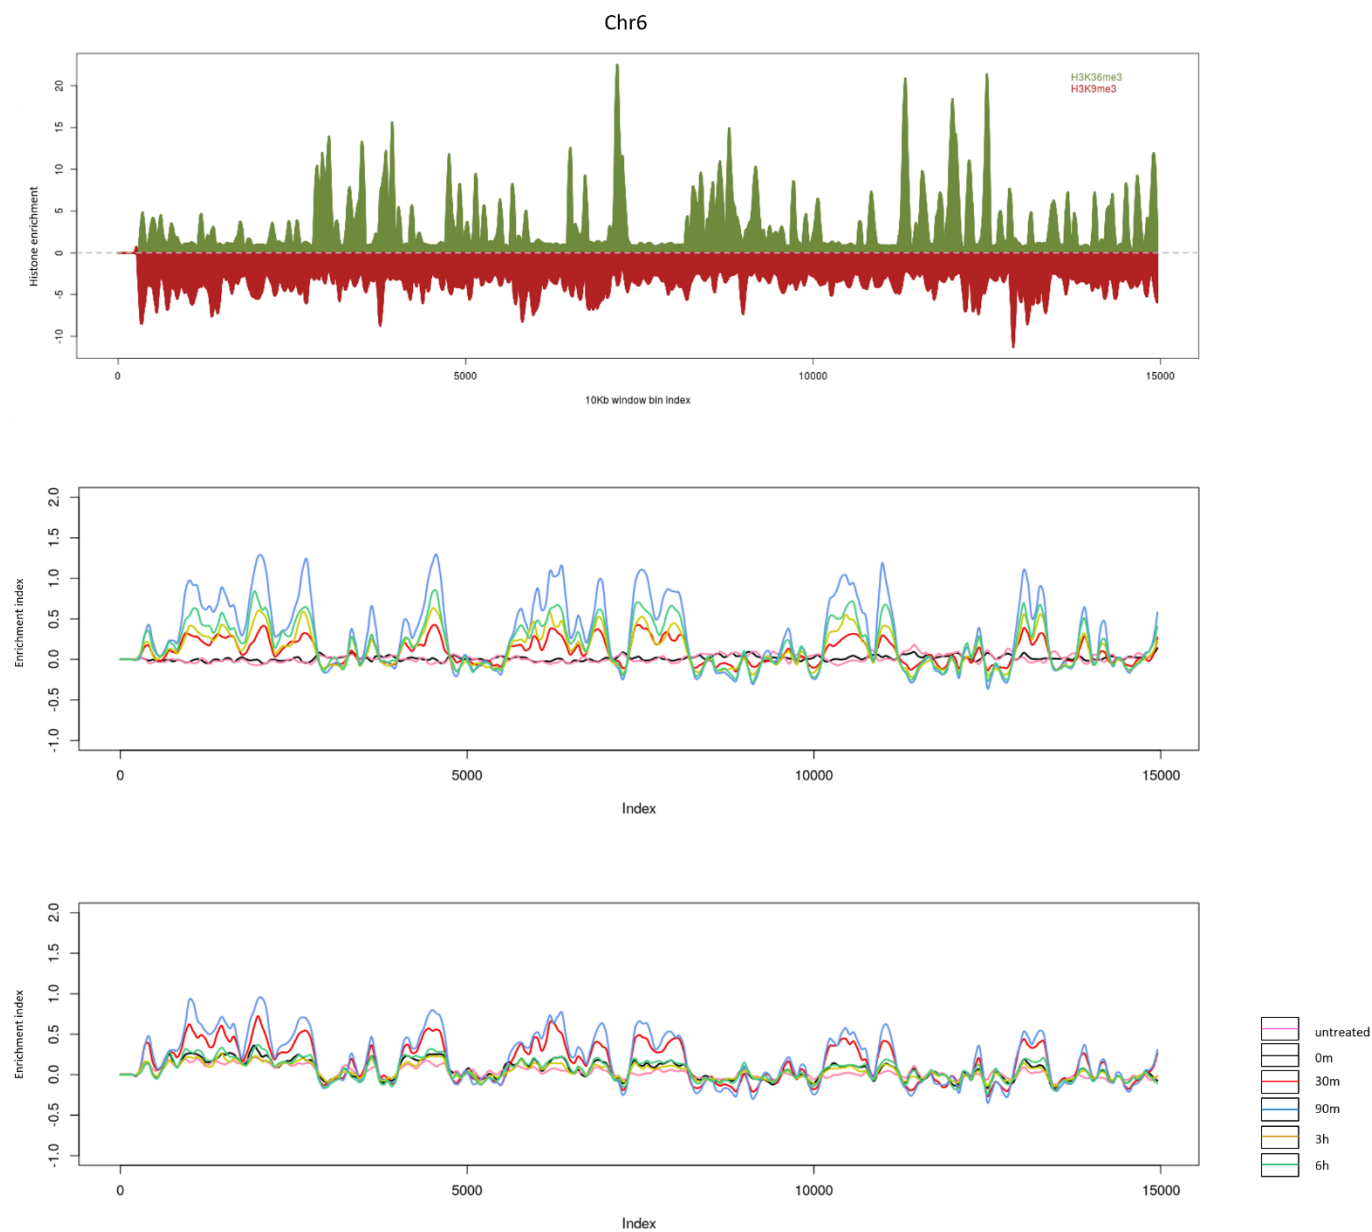 Chr6
H3K36me3
H3K9me3
Histone enrichment
20
15
10
5
0
-5
-10
0 5000 10000 15000
10Kb window bin index
Enrichment index
2.0
1.5
1.0
0.5
0.0
-0.5
-1.0
0 5000 10000 15000
Index
Enrichment index
2.0
1.5
1.0
0.5
0.0
-0.5
-1.0
0 5000 10000 15000
Index
untreated
0m
30m
90m
3h
6h